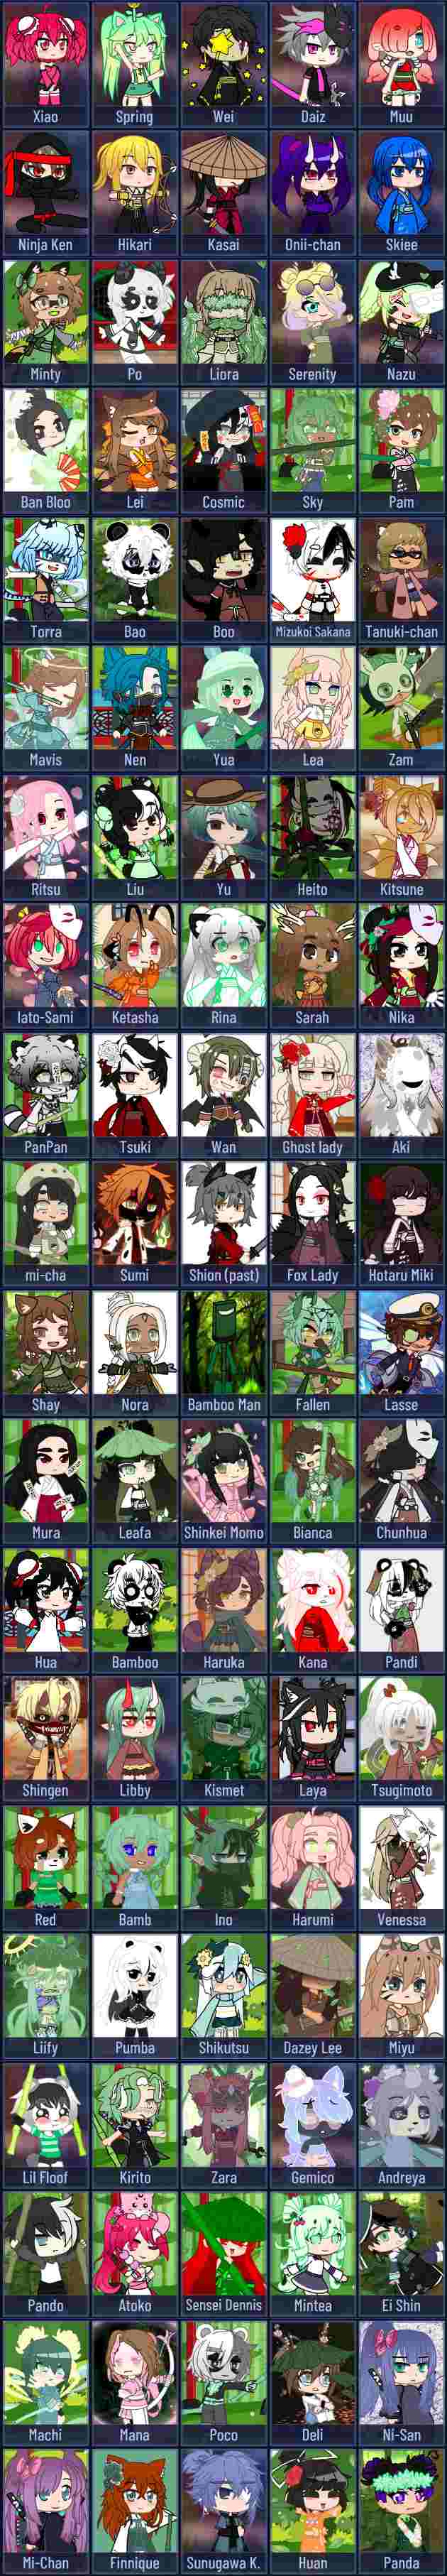 Xiao Spring Wei Daiz Muu
Ninja Ken Hikari Kasai Onii-chan Skiee
Minty Po Liora Serenity Nazu
Ban Bloo Lei Cosmic Sky Pam
Torra Bao Boo Mizukoi Sakana Tanuki-chan
Mavis Nen Yua Lea Zam
Ritsu Liu Yu Heito Kitsune
Iato-Sami Ketasha Rina Sarah Nika
PanPan Tsuki Wan Ghost lady Aki
mi-cha Sumi Shion (past) Fox Lady Hotaru Miki
Shay Nora Bamboo Man Fallen Lasse
Mura Leafa Shinkei Momo Bianca Chunhua
Hua Bamboo Haruka Kana Pandi
Shingen Libby Kismet Laya Tsugimoto
Red Bamb Ino Harumi Venessa
Liify Pumba Shikutsu Dazey Lee Miyu
Lil Floof Kirito Zara Gemico Andreya
Pando Atoko Sensei Dennis Mintea Ei Shin
Machi Mana Poco Deli Ni-San
Mi-Chan Finnique Sunugawa K. Huan Panda